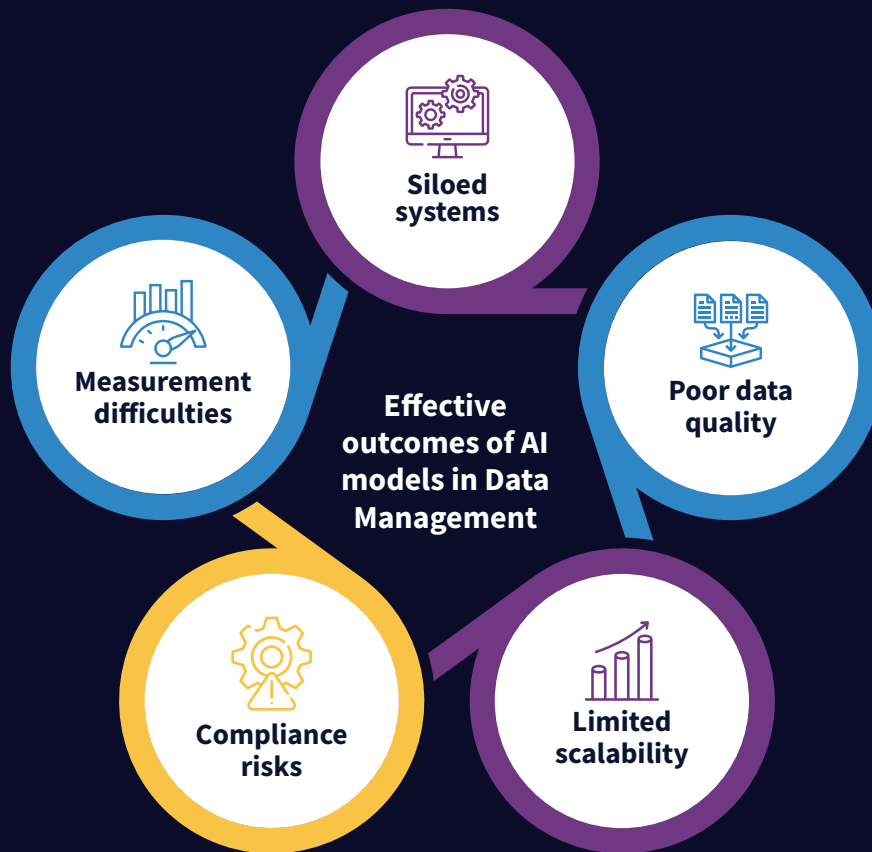 Siloed
systems
Measurement
difficulties
Poor data
quality
Effective
outcomes of AI
models in Data
Management
Compliance
risks
Limited
scalability